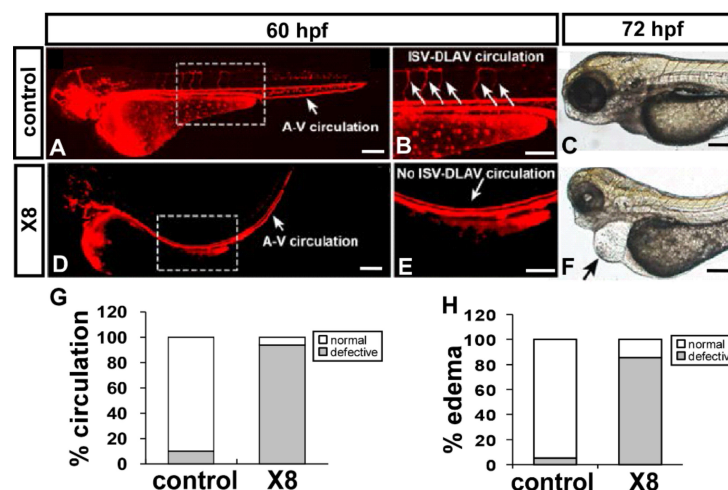 60 hpf
72 hpf
control
A
A-V circulation
ISV-DLAV circulation
B
C
X8
D
A-V circulation
No ISV-DLAV circulation
E
F
G
% circulation
120
100
80
60
40
20
0
control
X8
normal
defective
H
% edema
120
100
80
60
40
20
0
control
X8
normal
defective